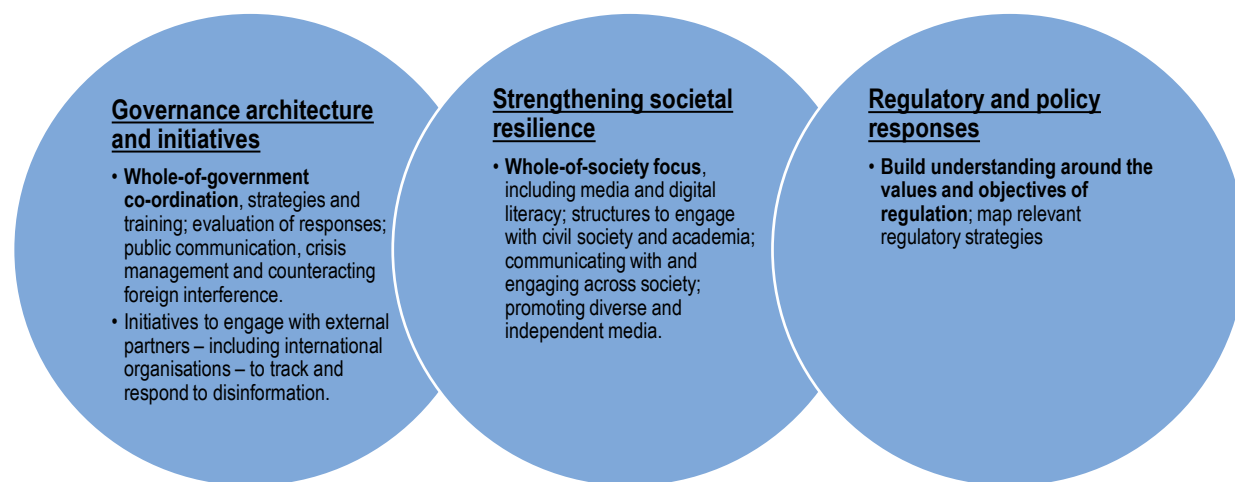 Governance architecture
and initiatives
• Whole-of-government
co-ordination, strategies and
training; evaluation of responses;
public communication, crisis
management and counteracting
foreign interference.
• Initiatives to engage with external
partners – including international
organisations – to track and
respond to disinformation.
Strengthening societal
resilience
• Whole-of-society focus,
including media and digital
literacy; structures to engage
with civil society and academia;
communicating with and
engaging across society;
promoting diverse and
independent media.
Regulatory and policy
responses
• Build understanding around the
values and objectives of
regulation; map relevant
regulatory strategies